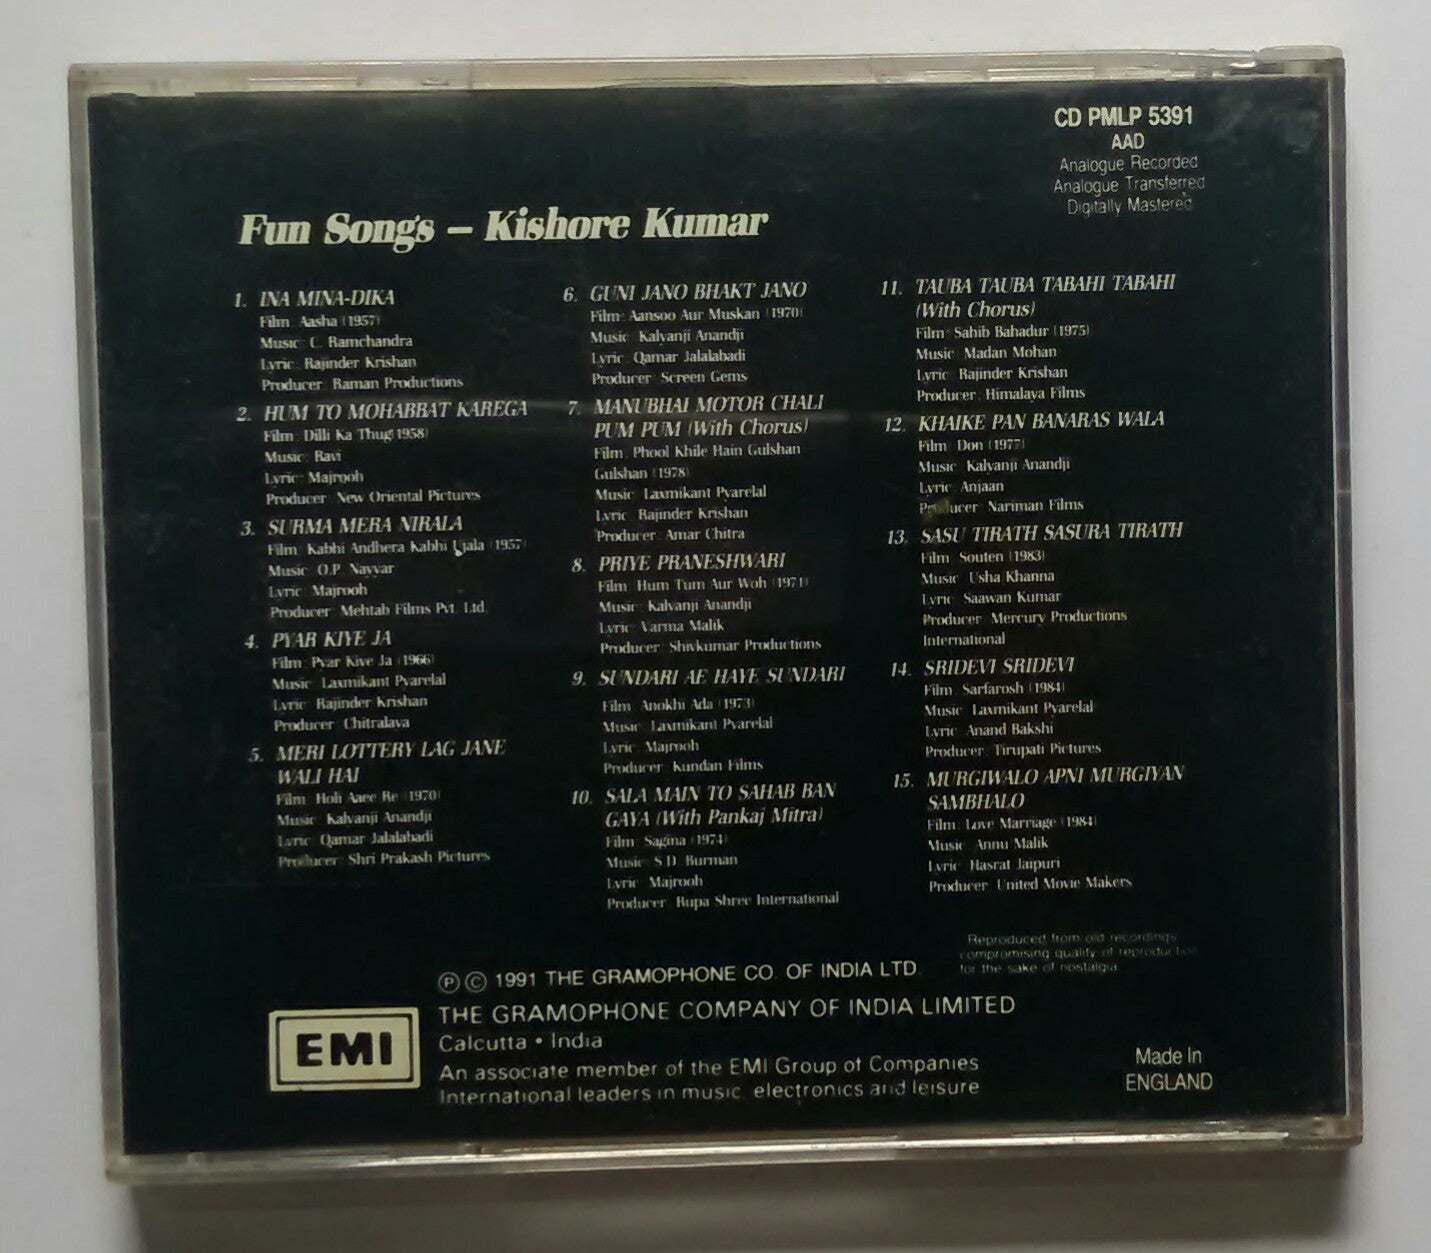 CD PMLP 5391
AAD
Analogue Recorded
Analogue Transferred
Digitally Mastered
Fun Songs – Kishore Kumar
1. INA MINA-DIKA
Film: Aasha (1957)
Music: C. Ramchandra
Lyric: Rajinder Krishan
Producer: Raman Productions
2. HUM TO MOHABBAT KAREGA
Film: Dilli Ka Thug(1958)
Music: Ravi
Lyric: Majrooh
Producer: New Oriental Pictures
3. SURMA MERA NIRALA
Film: Kabhi Andhera Kabhi Ujala (1957)
Music: O.P. Nayyar
Lyric: Majrooh
Producer: Mehtab Films Pvt. Ltd.
4. PYAR KIYE JA
Film: Pyar Kiye Ja (1966)
Music: Laxmikant Pyarelal
Lyric: Rajinder Krishan
Producer: Chitralaya
5. MERI LOTTERY LAG JANE
WALI HAI
Film: Holi Aaee Re (1970)
Music: Kalyanji Anandji
Lyric: Qamar Jalalabadi
Producer: Shri Prakash Pictures
6. GUNI JANO BHAKT JANO
Film: Aansoo Aur Muskan (1970)
Music: Kalyanji Anandji
Lyric: Qamar Jalalabadi
Producer: Screen Gems
7. MANUBHAI MOTOR CHALI
PUM PUM (With Chorus)
Film: Phool Khile Hain Gulshan
Gulshan (1978)
Music: Laxmikant Pyarelal
Lyric: Rajinder Krishan
Producer: Amar Chitra
8. PRIYE PRANESHWARI
Film: Hum Tum Aur Woh (1971)
Music: Kalyanji Anandji
Lyric: Varma Malik
Producer: Shivkumar Productions
9. SUNDARI AE HAYE SUNDARI
Film: Anokhi Ada (1973)
Music: Laxmikant Pyarelal
Lyric: Majrooh
Producer: Kundan Films
10. SALA MAIN TO SAHAB BAN
GAYA (With Pankaj Mitra)
Film: Sagina (1974)
Music: S.D. Burman
Lyric: Majrooh
Producer: Rupa Shree International
11. TAUBA TAUBA TABAHI TABAHI
(With Chorus)
Film: Sahib Bahadur (1975)
Music: Madan Mohan
Lyric: Rajinder Krishan
Producer: Himalaya Films
12. KHAIKE PAN BANARAS WALA
Film: Don (1977)
Music: Kalyanji Anandji
Lyric: Anjaan
Producer: Nariman Films
13. SASU TIRATH SASURA TIRATH
Film: Souten (1983)
Music: Usha Khanna
Lyric: Saawan Kumar
Producer: Mercury Productions
International
14. SRIDEVI SRIDEVI
Film: Sarfarosh (1984)
Music: Laxmikant Pyarelal
Lyric: Anand Bakshi
Producer: Tirupati Pictures
15. MURGIWALO APNI MURGIYAN
SAMBHALO
Film: Love Marriage (1984)
Music: Annu Malik
Lyric: Hasrat Jaipuri
Producer: United Movie Makers
Reproduced from old recordings
compromising quality of reproduction
for the sake of nostalgia
Ⓟ © 1991 THE GRAMOPHONE CO. OF INDIA LTD.
THE GRAMOPHONE COMPANY OF INDIA LIMITED
Calcutta • India
An associate member of the EMI Group of Companies
International leaders in music, electronics and leisure
EMI
Made In
ENGLAND